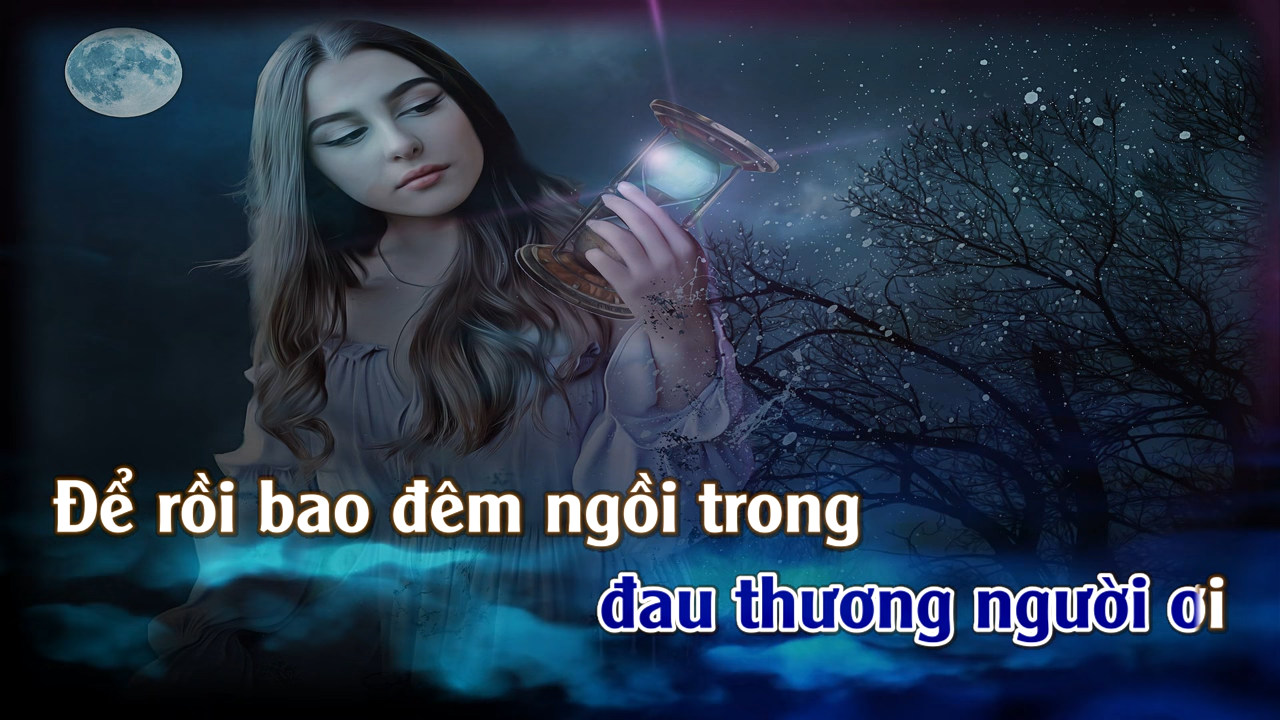 Để rồi bao đêm ngồi trong
đau thương người ơi